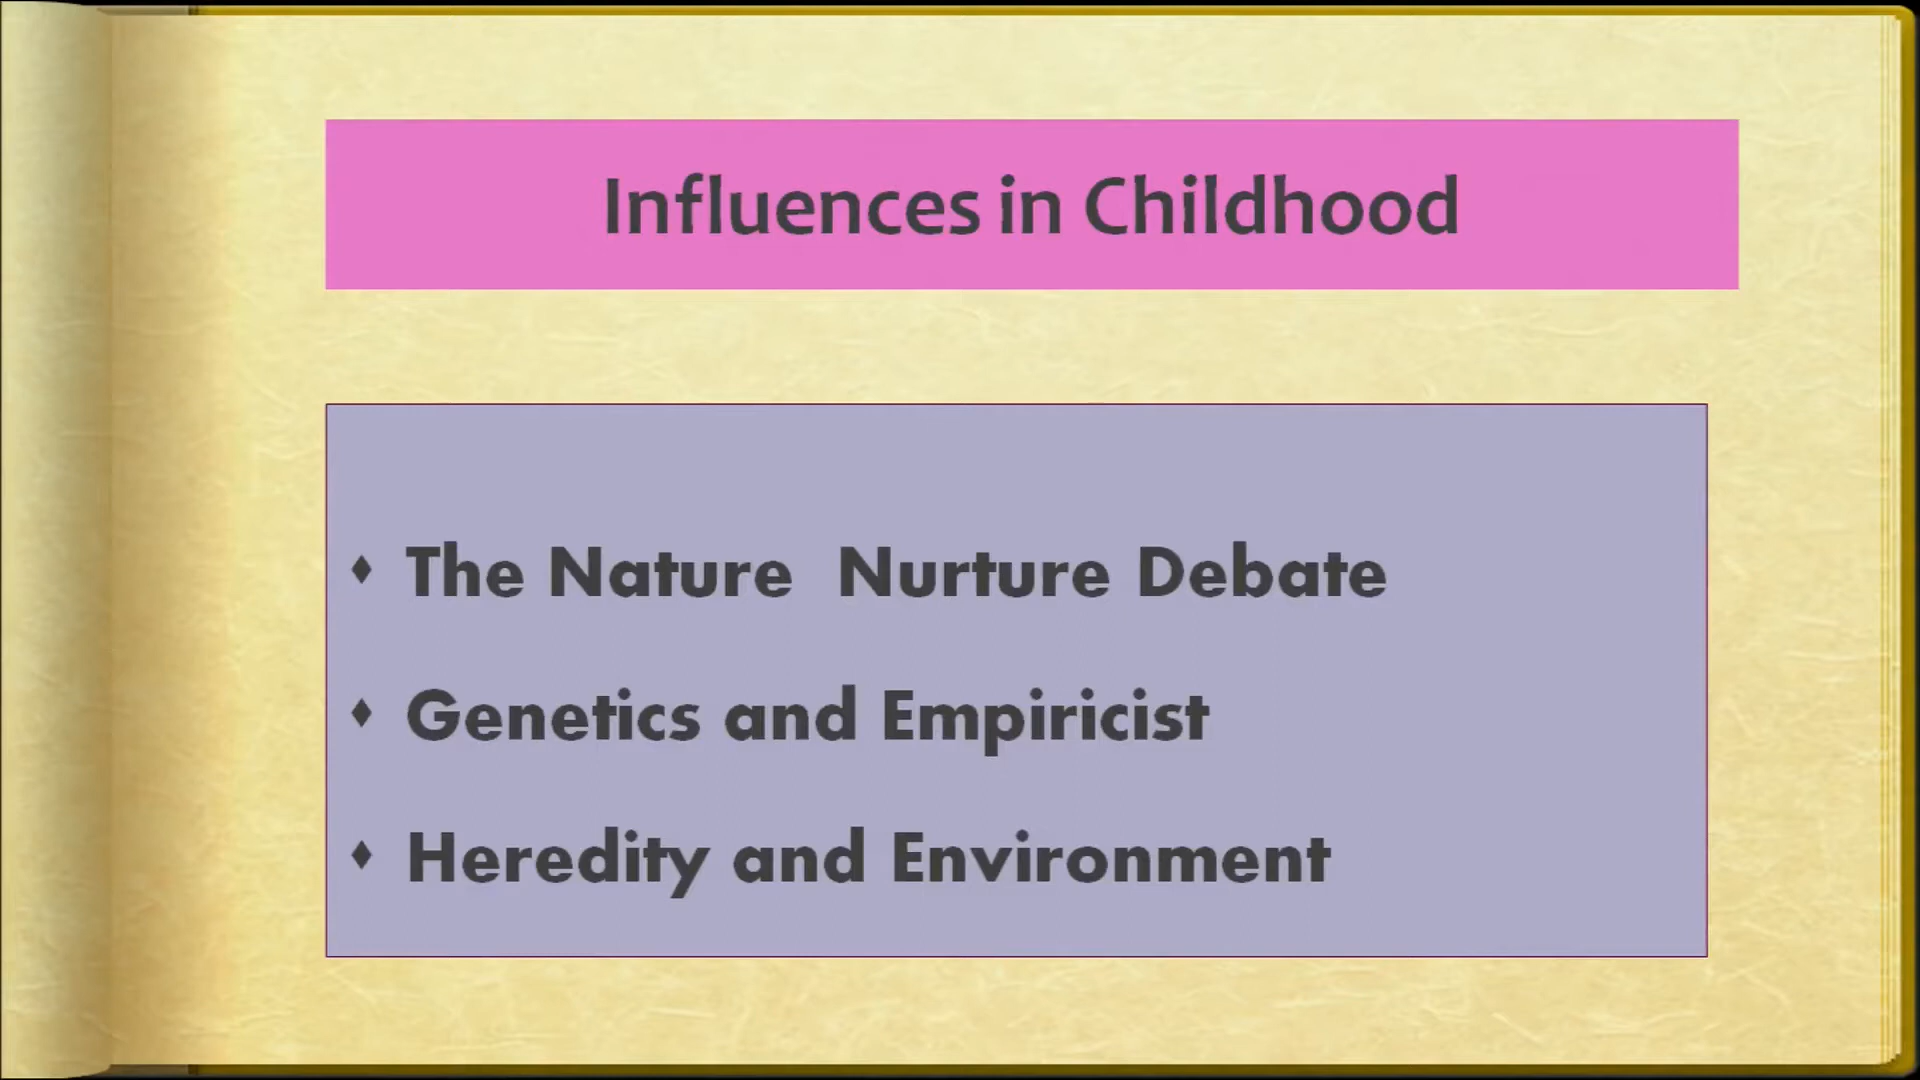 Influences in Childhood
♦ The Nature  Nurture Debate
♦ Genetics and Empiricist
♦ Heredity and Environment